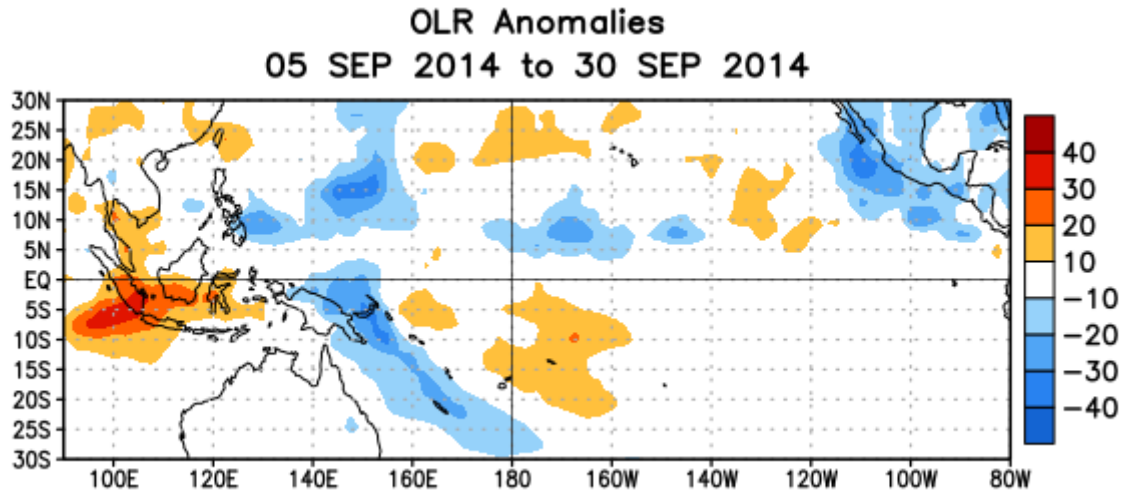 OLR Anomalies
05 SEP 2014 to 30 SEP 2014
30N
25N
20N
15N
10N
5N
EQ
5S
10S
15S
20S
25S
30S
100E 120E 140E 160E 180 160W 140W 120W 100W 80W
40
30
20
10
-10
-20
-30
-40